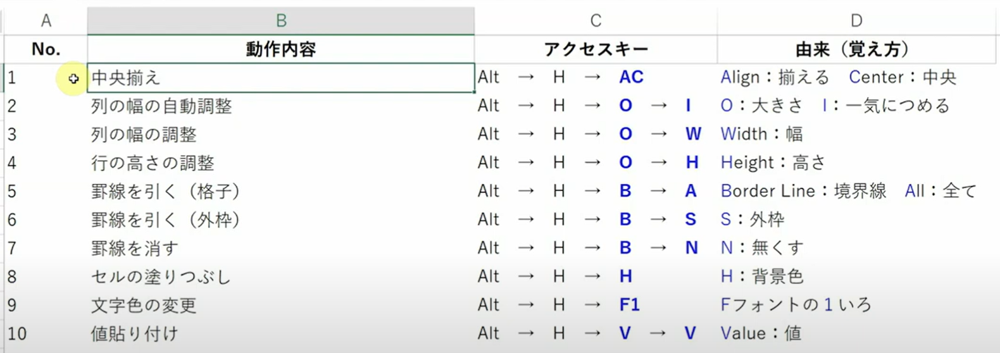 A B C D
No. 動作内容 アクセスキー 由来（覚え方）
1 中央揃え Alt → H → AC Align：揃える Center：中央
2 列の幅の自動調整 Alt → H → O → I O：大きさ I：一気につめる
3 列の幅の調整 Alt → H → O → W Width：幅
4 行の高さの調整 Alt → H → O → H Height：高さ
5 罫線を引く（格子） Alt → H → B → A Border Line：境界線 All：全て
6 罫線を引く（外枠） Alt → H → B → S S：外枠
7 罫線を消す Alt → H → B → N N：無くす
8 セルの塗りつぶし Alt → H → H H：背景色
9 文字色の変更 Alt → H → F1 Fフォントの1いろ
10 値貼り付け Alt → H → V → V Value：値